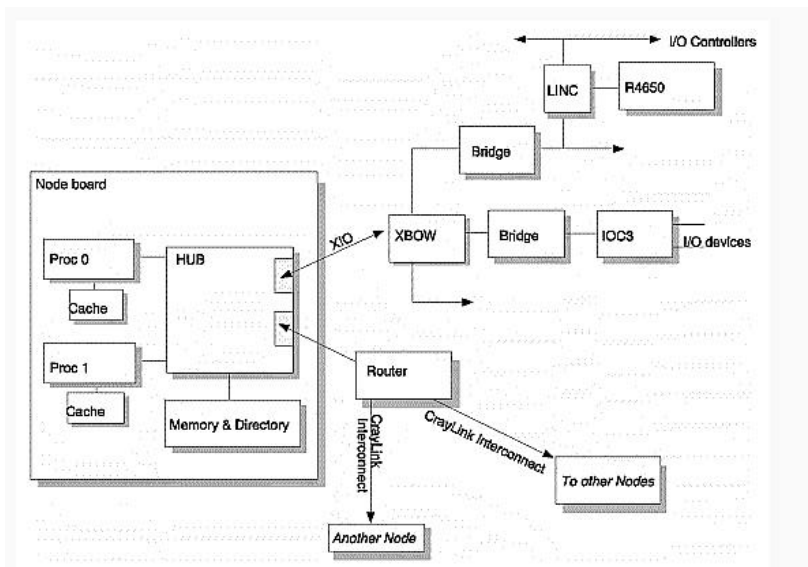 I/O Controllers
LINC
R4650
Bridge
Node board
XIO
XBOW
Bridge
IOC3
I/O devices
Proc 0
HUB
Cache
Proc 1
Router
Cache
Memory & Directory
CrayLink
Interconnect
CrayLink Interconnect
To other Nodes
Another Node